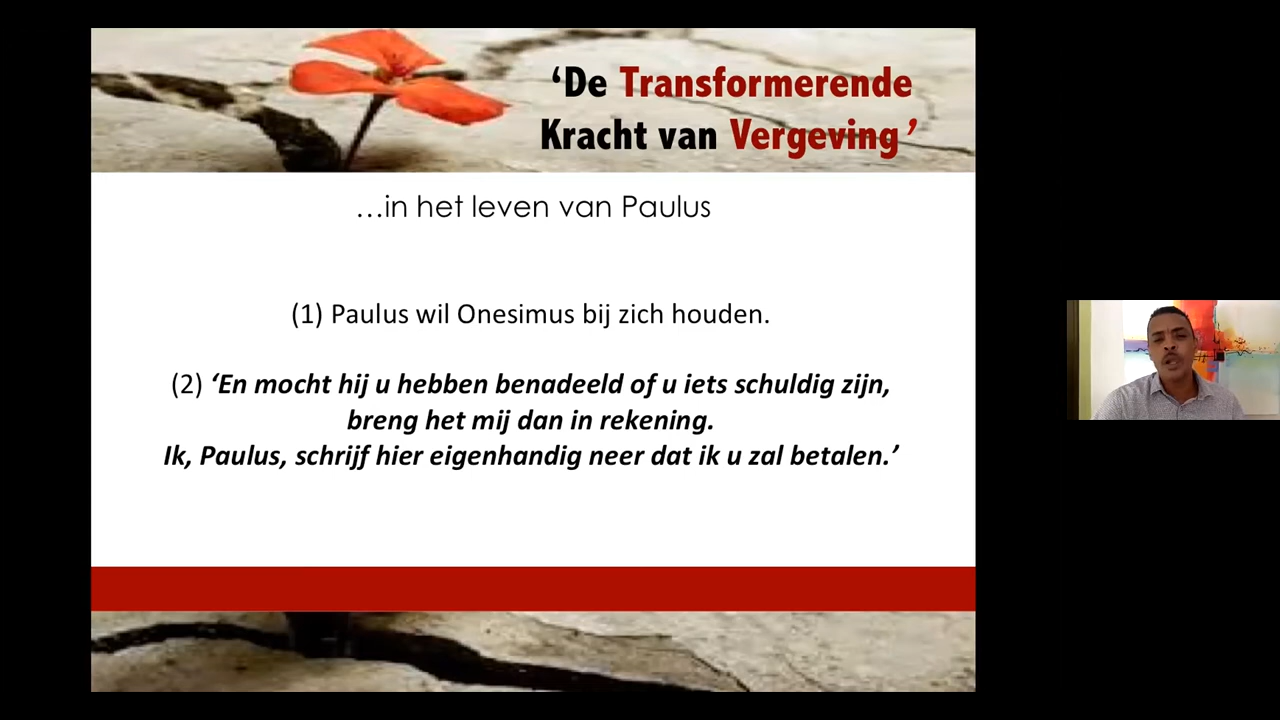 ‘De Transformerende
Kracht van Vergeving’
…in het leven van Paulus
(1) Paulus wil Onesimus bij zich houden.
(2) ‘En mocht hij u hebben benadeeld of u iets schuldig zijn,
breng het mij dan in rekening.
Ik, Paulus, schrijf hier eigenhandig neer dat ik u zal betalen.’